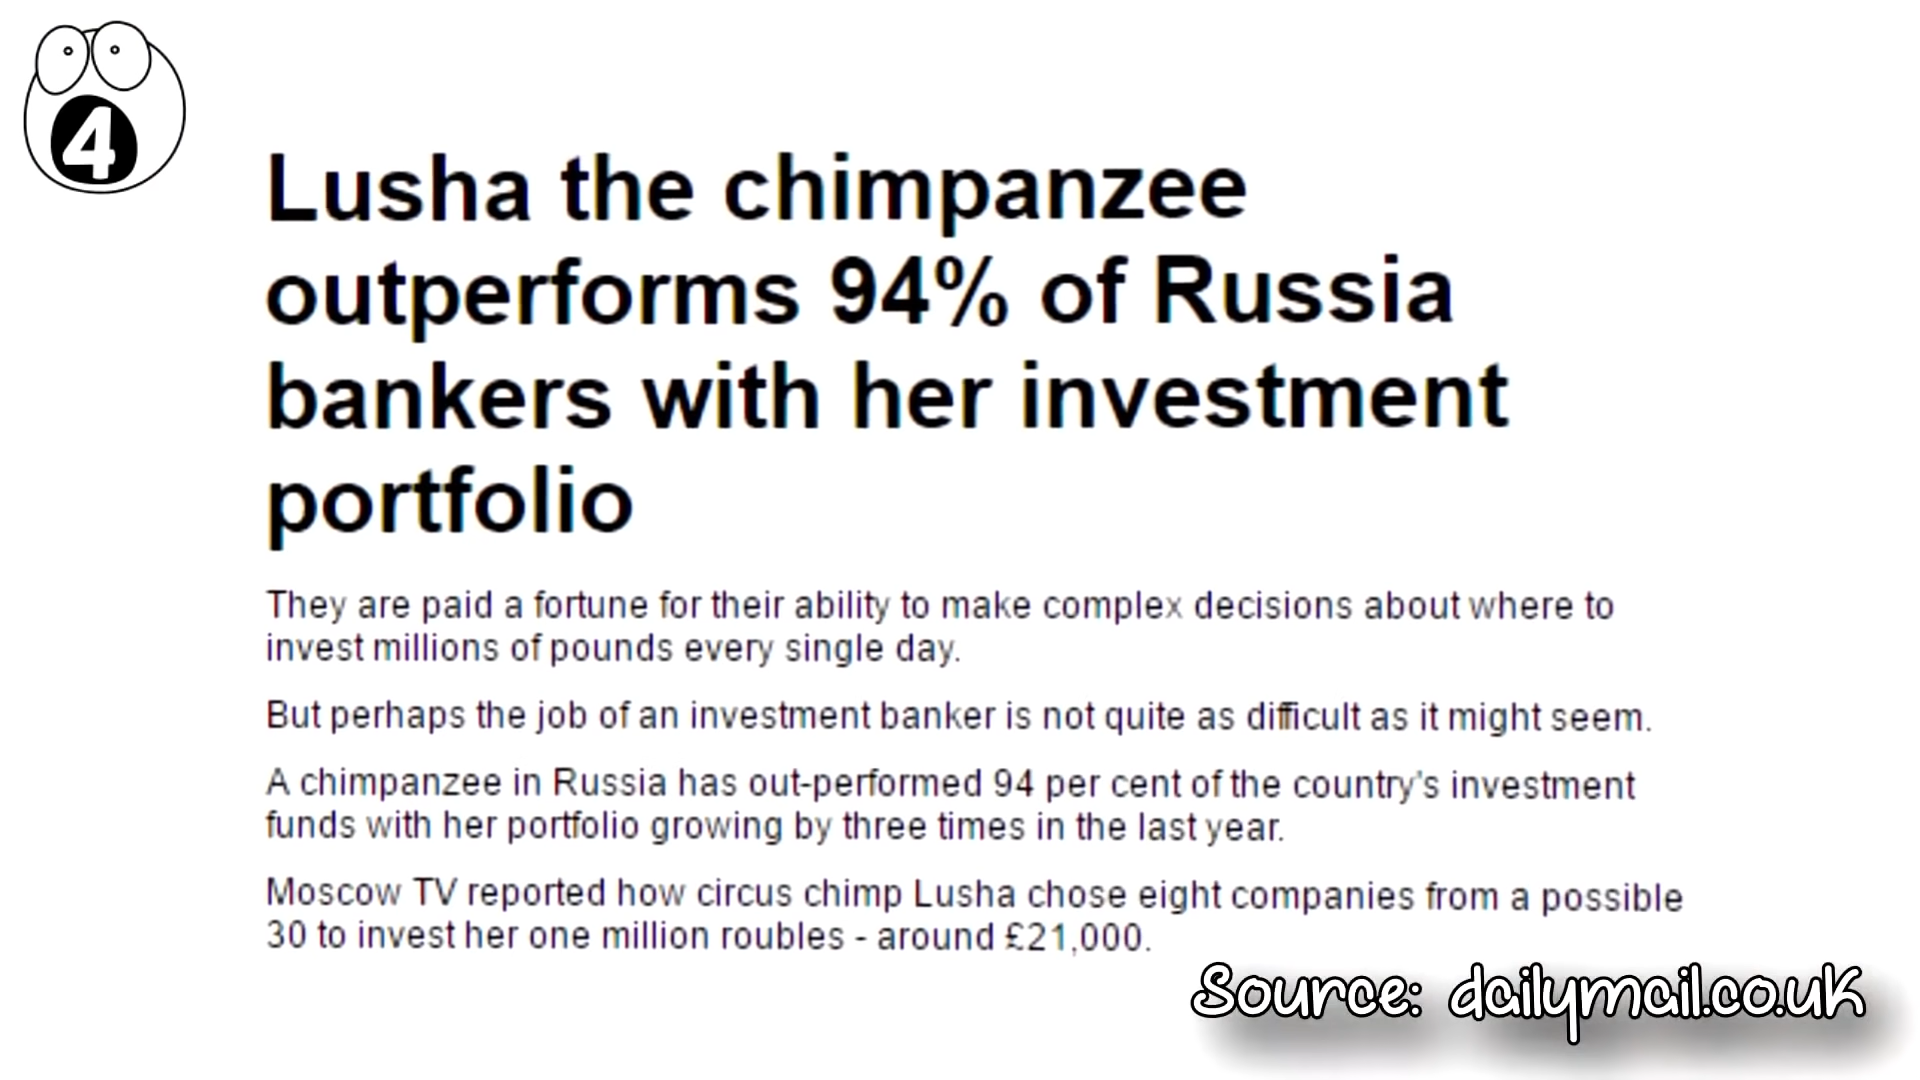 4
Lusha the chimpanzee
outperforms 94% of Russia
bankers with her investment
portfolio
They are paid a fortune for their ability to make complex decisions about where to
invest millions of pounds every single day.
But perhaps the job of an investment banker is not quite as difficult as it might seem.
A chimpanzee in Russia has out-performed 94 per cent of the country's investment
funds with her portfolio growing by three times in the last year.
Moscow TV reported how circus chimp Lusha chose eight companies from a possible
30 to invest her one million roubles - around £21,000.
Source: dailymail.co.uk